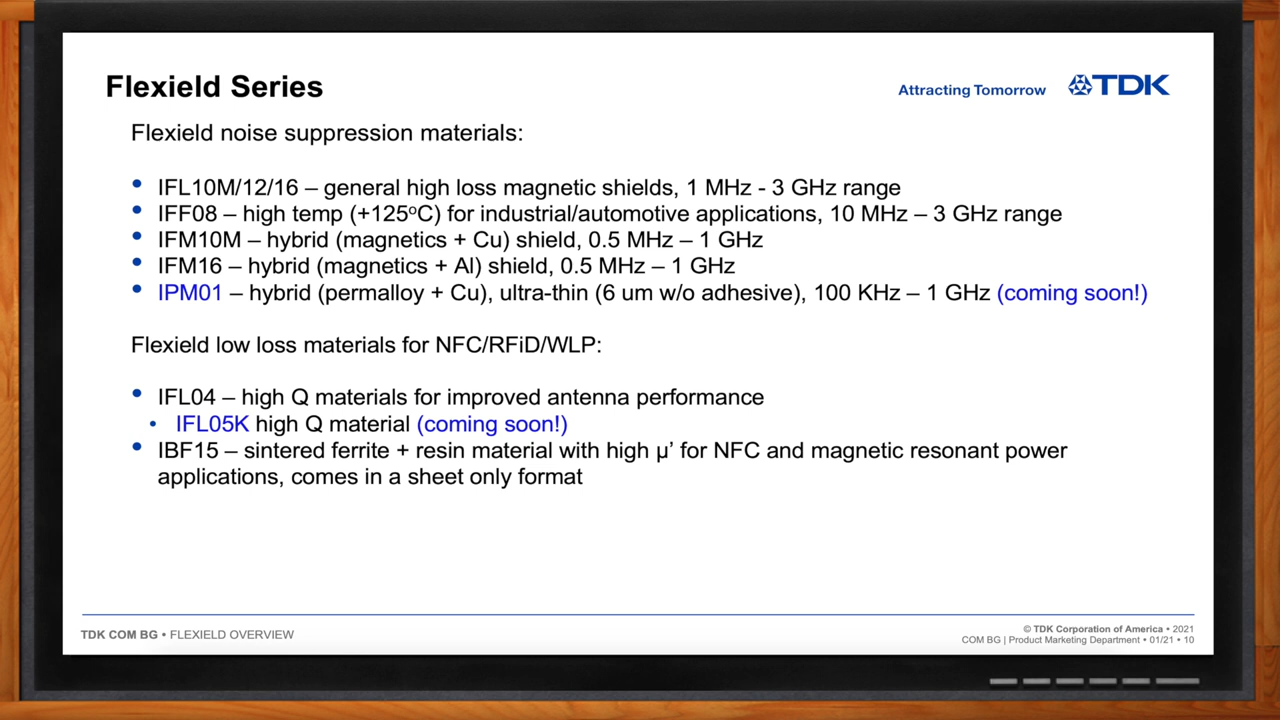 Flexield Series
Attracting Tomorrow
TDK
Flexield noise suppression materials:
• IFL10M/12/16 – general high loss magnetic shields, 1 MHz - 3 GHz range
• IFF08 – high temp (+125ºC) for industrial/automotive applications, 10 MHz – 3 GHz range
• IFM10M – hybrid (magnetics + Cu) shield, 0.5 MHz – 1 GHz
• IFM16 – hybrid (magnetics + Al) shield, 0.5 MHz – 1 GHz
• IPM01 – hybrid (permalloy + Cu), ultra-thin (6 um w/o adhesive), 100 KHz – 1 GHz (coming soon!)
Flexield low loss materials for NFC/RFiD/WLP:
• IFL04 – high Q materials for improved antenna performance
• IFL05K high Q material (coming soon!)
• IBF15 – sintered ferrite + resin material with high µ’ for NFC and magnetic resonant power
applications, comes in a sheet only format
TDK COM BG • FLEXIELD OVERVIEW
© TDK Corporation of America • 2021
COM BG | Product Marketing Department • 01/21 • 10